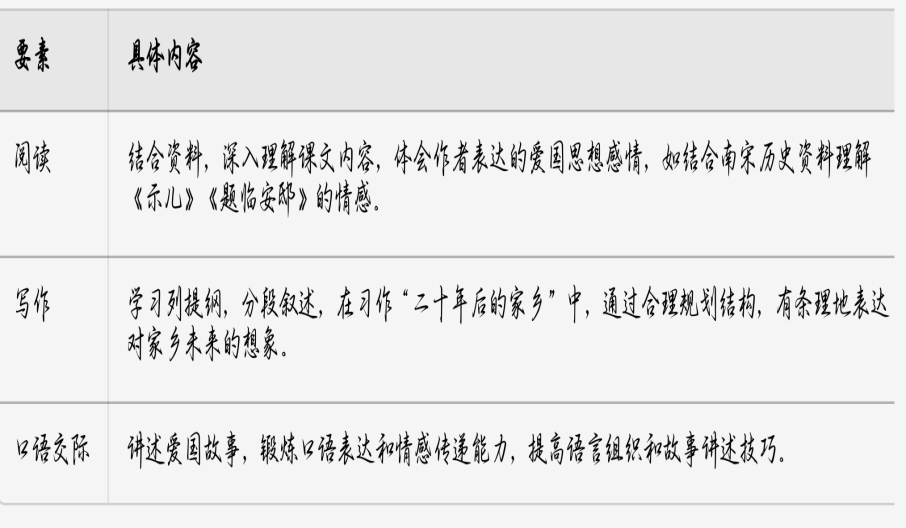 要素 具体内容
阅读 结合资料，深入理解课文内容，体会作者表达的爱国思想感情，如结合南宋历史资料理解
《示儿》《题临安邸》的情感。
写作 学习列提纲，分段叙述，在习作“二十年后的家乡”中，通过合理规划结构，有条理地表达
对家乡未来的想象。
口语交际 讲述爱国故事，锻炼口语表达和情感传递能力，提高语言组织和故事讲述技巧。